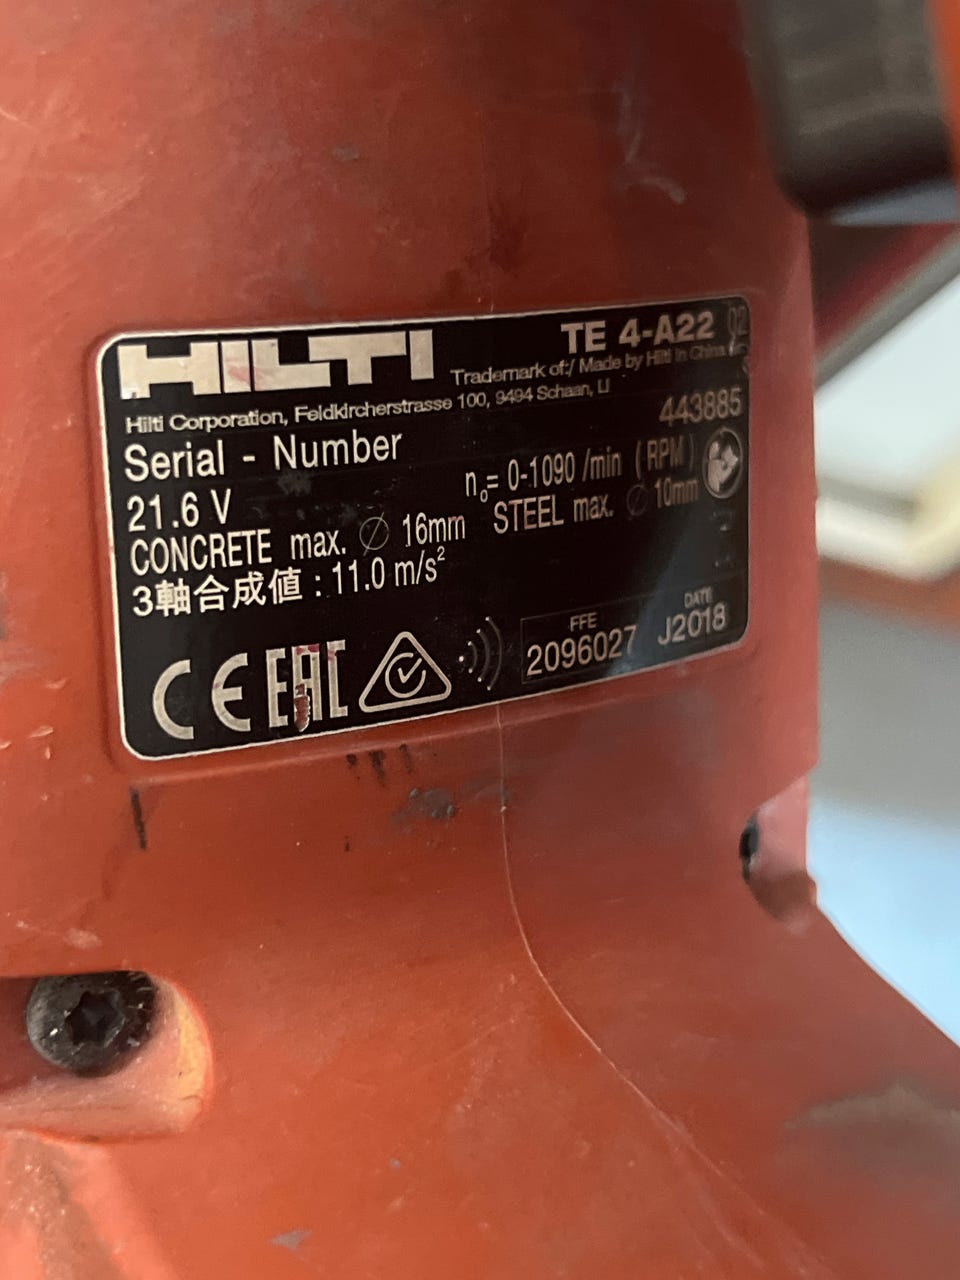 HILTI
TE 4-A22 02
Trademark of:/ Made by Hilti In China
Hilti Corporation, Feldkircherstrasse 100, 9494 Schaan, LI
Serial - Number 443885
21.6 V n₀= 0-1090 /min (RPM)
CONCRETE max. ∅ 16mm STEEL max. ∅ 10mm
3軸合成値 : 11.0 m/s²
CE EAC
FFE DATE
2096027 J2018